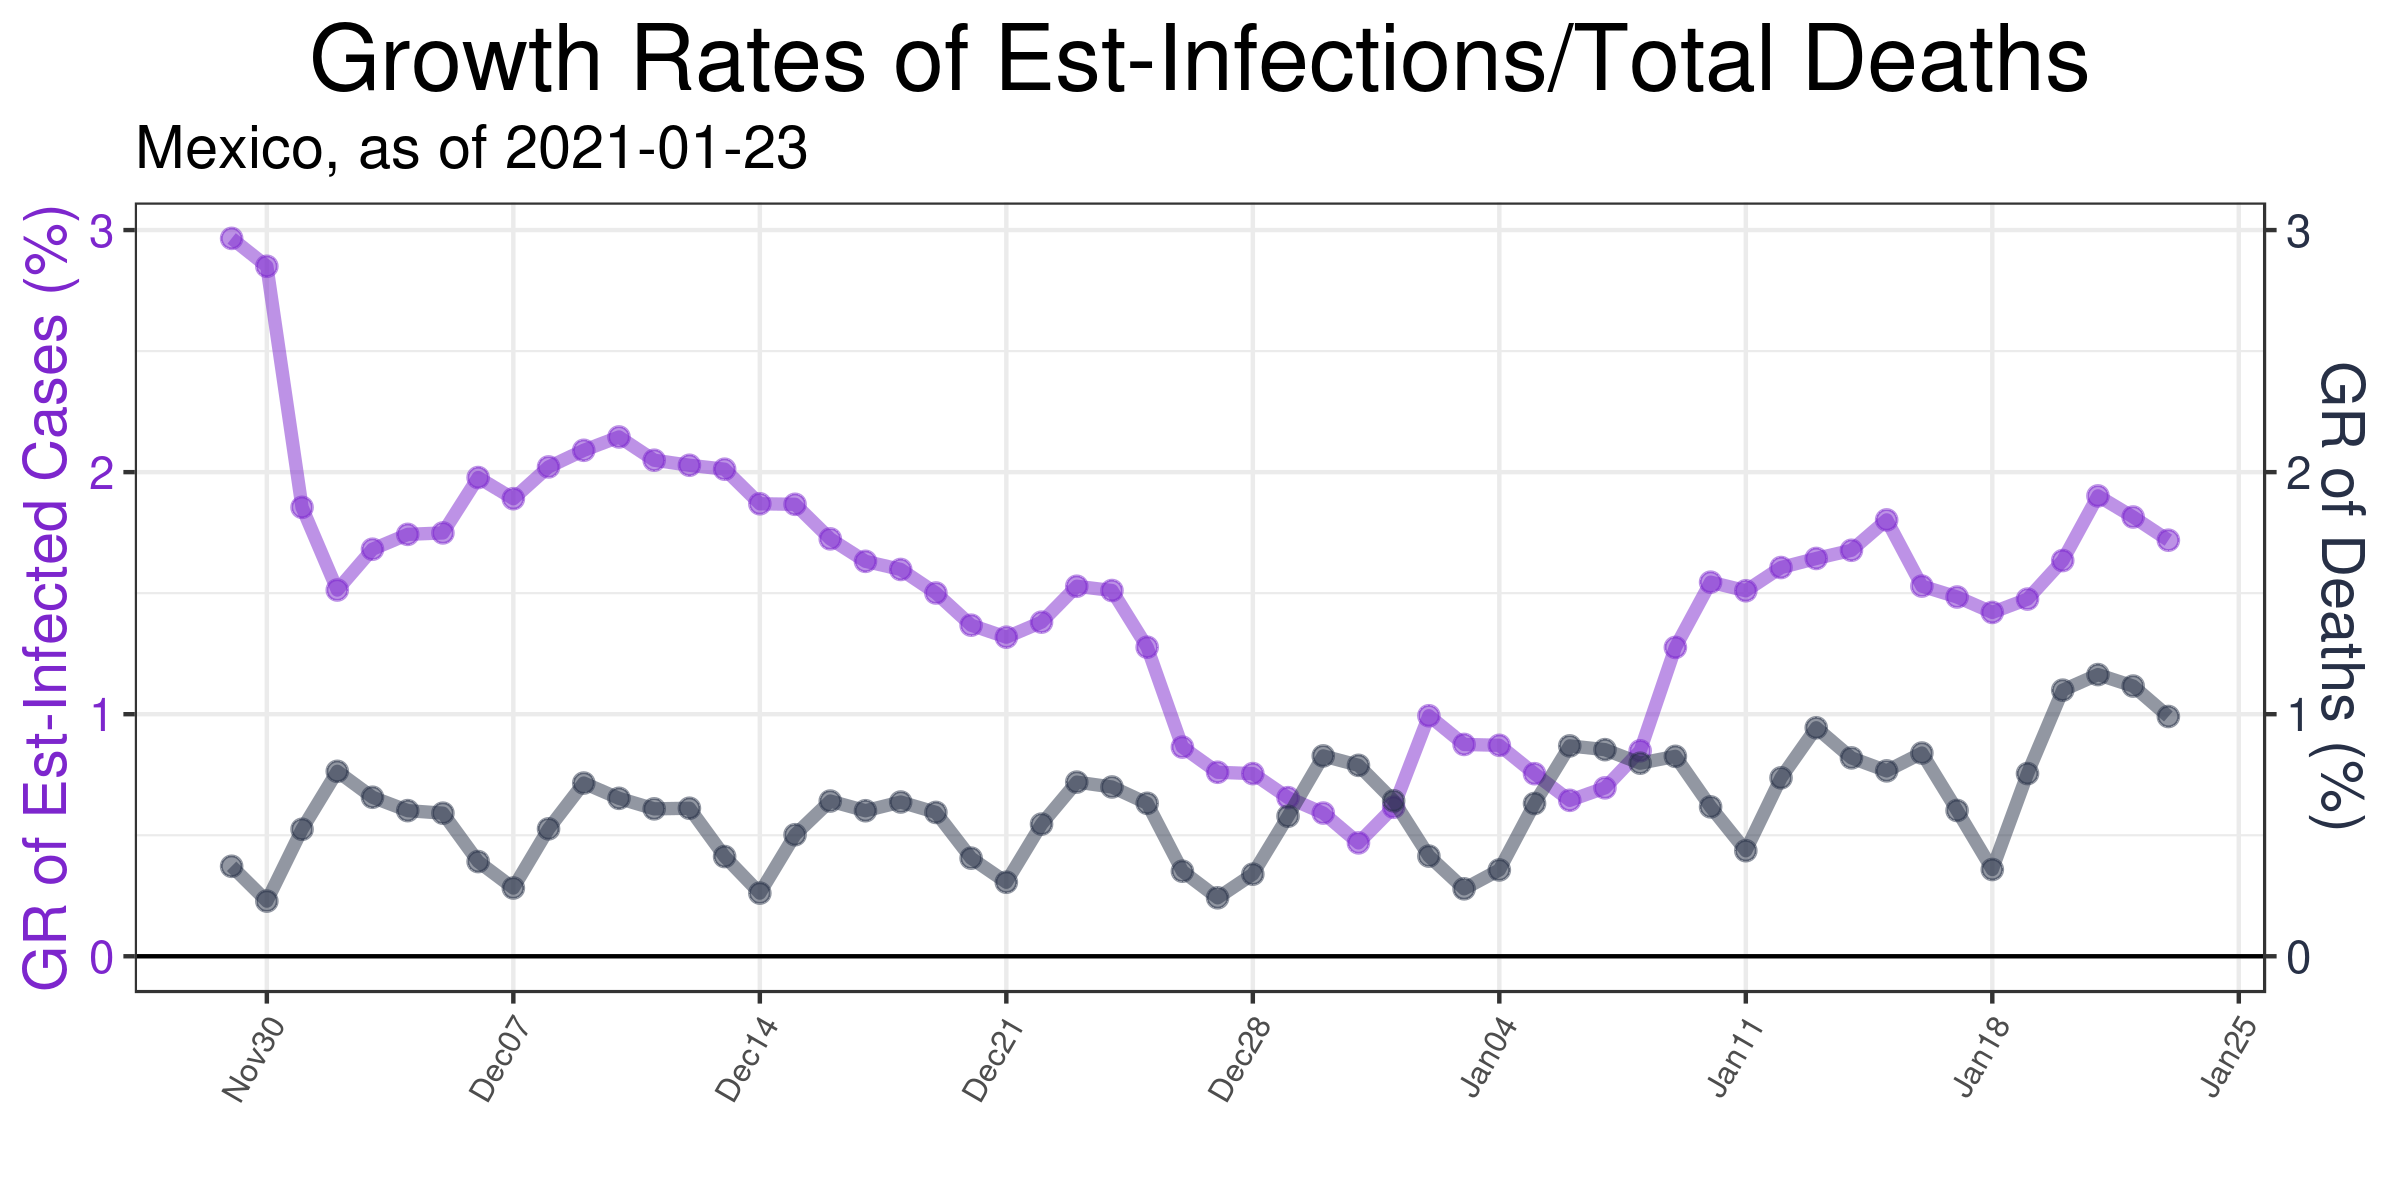 Growth Rates of Est-Infections/Total Deaths
Mexico, as of 2021-01-23
GR of Est-Infected Cases (%)
3
2
1
0
3
2
1
0
GR of Deaths (%)
Nov30
Dec07
Dec14
Dec21
Dec28
Jan04
Jan11
Jan18
Jan25